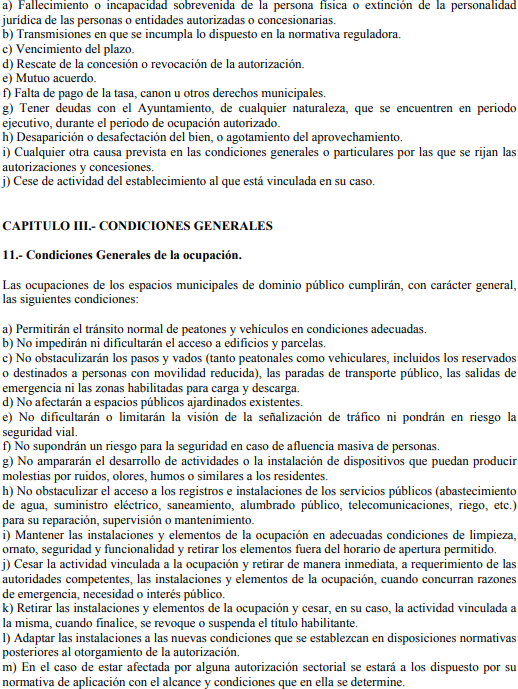 a) Fallecimiento o incapacidad sobrevenida de la persona física o extinción de la personalidad
jurídica de las personas o entidades autorizadas o concesionarias.
b) Transmisiones en que se incumpla lo dispuesto en la normativa reguladora.
c) Vencimiento del plazo.
d) Rescate de la concesión o revocación de la autorización.
e) Mutuo acuerdo.
f) Falta de pago de la tasa, canon u otros derechos municipales.
g) Tener deudas con el Ayuntamiento, de cualquier naturaleza, que se encuentren en periodo
ejecutivo, durante el periodo de ocupación autorizado.
h) Desaparición o desafectación del bien, o agotamiento del aprovechamiento.
i) Cualquier otra causa prevista en las condiciones generales o particulares por las que se rijan las
autorizaciones y concesiones.
j) Cese de actividad del establecimiento al que está vinculada en su caso.
CAPITULO III.- CONDICIONES GENERALES
11.- Condiciones Generales de la ocupación.
Las ocupaciones de los espacios municipales de dominio público cumplirán, con carácter general,
las siguientes condiciones:
a) Permitirán el tránsito normal de peatones y vehículos en condiciones adecuadas.
b) No impedirán ni dificultarán el acceso a edificios y parcelas.
c) No obstaculizarán los pasos y vados (tanto peatonales como vehiculares, incluidos los reservados
o destinados a personas con movilidad reducida), las paradas de transporte público, las salidas de
emergencia ni las zonas habilitadas para carga y descarga.
d) No afectarán a espacios públicos ajardinados existentes.
e) No dificultarán o limitarán la visión de la señalización de tráfico ni pondrán en riesgo la
seguridad vial.
f) No supondrán un riesgo para la seguridad en caso de afluencia masiva de personas.
g) No ampararán el desarrollo de actividades o la instalación de dispositivos que puedan producir
molestias por ruidos, olores, humos o similares a los residentes.
h) No obstaculizar el acceso a los registros e instalaciones de los servicios públicos (abastecimiento
de agua, suministro eléctrico, saneamiento, alumbrado público, telecomunicaciones, riego, etc.)
para su reparación, supervisión o mantenimiento.
i) Mantener las instalaciones y elementos de la ocupación en adecuadas condiciones de limpieza,
ornato, seguridad y funcionalidad y retirar los elementos fuera del horario de apertura permitido.
j) Cesar la actividad vinculada a la ocupación y retirar de manera inmediata, a requerimiento de las
autoridades competentes, las instalaciones y elementos de la ocupación, cuando concurran razones
de emergencia, necesidad o interés público.
k) Retirar las instalaciones y elementos de la ocupación y cesar, en su caso, la actividad vinculada a
la misma, cuando finalice, se revoque o suspenda el título habilitante.
l) Adaptar las instalaciones a las nuevas condiciones que se establezcan en disposiciones normativas
posteriores al otorgamiento de la autorización.
m) En el caso de estar afectada por alguna autorización sectorial se estará a los dispuesto por su
normativa de aplicación con el alcance y condiciones que en ella se determine.